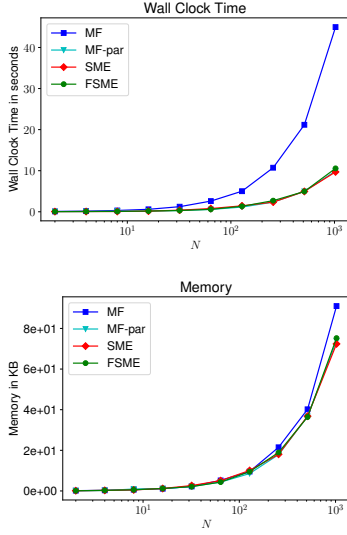 Wall Clock Time
MF
MF-par
SME
FSME
Wall Clock Time in seconds
40
30
20
10
0
10¹
10²
10³
N
Memory
MF
MF-par
SME
FSME
Memory in KB
8e+01
6e+01
4e+01
2e+01
0e+00
10¹
10²
10³
N